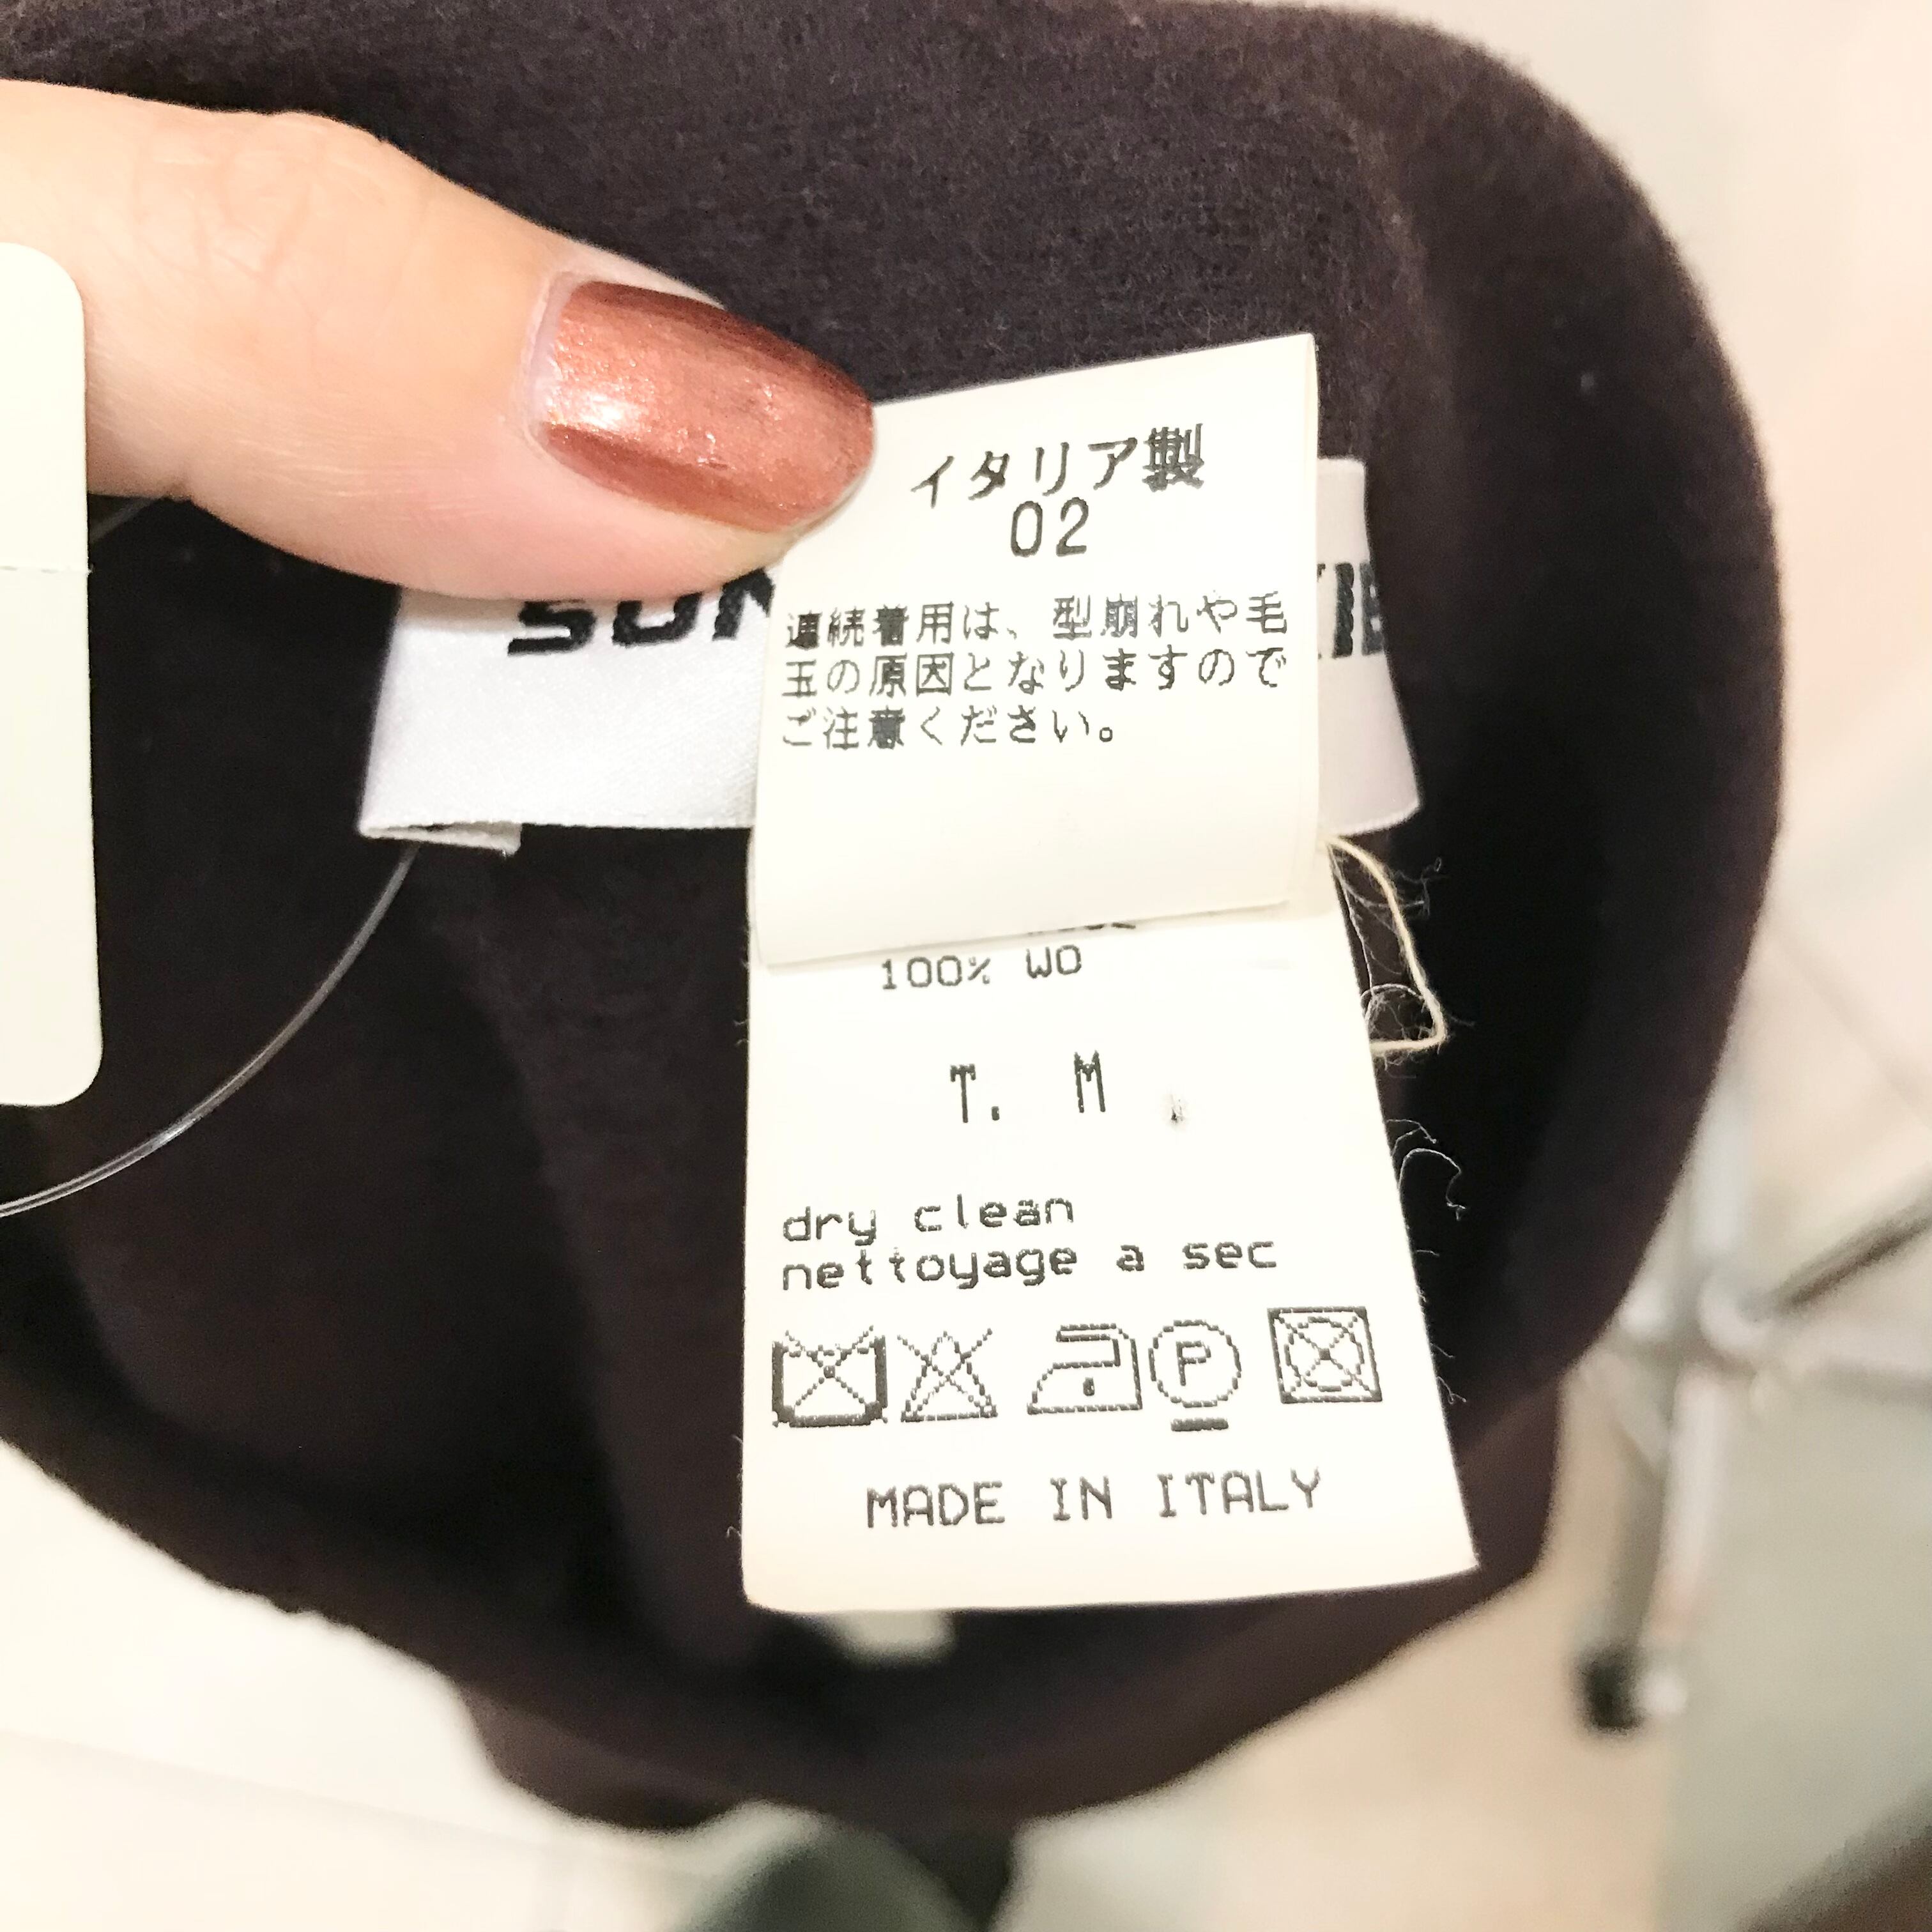 イタリア製
02
連続着用は、型崩れや毛
玉の原因となりますので
ご注意ください。
100% WO
T. M
dry clean
nettoyage a sec
P
MADE IN ITALY